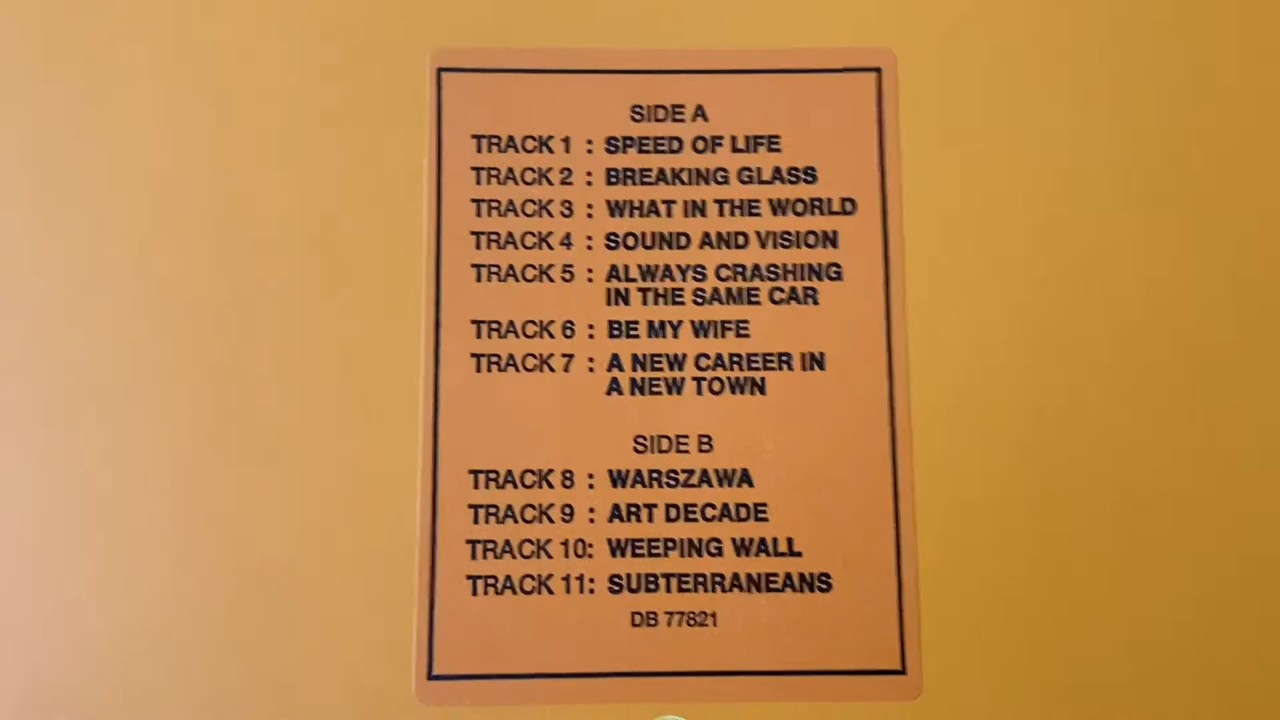 SIDE A
TRACK 1 : SPEED OF LIFE
TRACK 2 : BREAKING GLASS
TRACK 3 : WHAT IN THE WORLD
TRACK 4 : SOUND AND VISION
TRACK 5 : ALWAYS CRASHING
IN THE SAME CAR
TRACK 6 : BE MY WIFE
TRACK 7 : A NEW CAREER IN
A NEW TOWN
SIDE B
TRACK 8 : WARSZAWA
TRACK 9 : ART DECADE
TRACK 10: WEEPING WALL
TRACK 11: SUBTERRANEANS
DB 77821